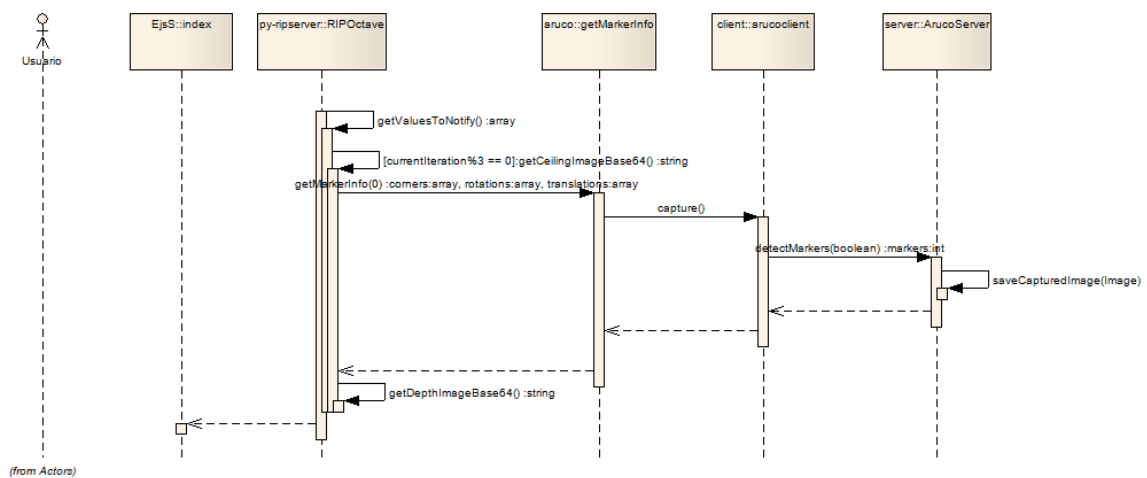 EjsS::index
py-ripserver::RIPOctave
aruco::getMarkerInfo
client::arucoclient
server::ArucoServer
Usuario
getValuesToNotify() :array
[currentIteration%3 == 0]:getCeilingImageBase64() :string
getMarkerInfo(0) :corners:array, rotations:array, translations:array
capture()
detectMarkers(boolean) :markers:int
saveCapturedImage(Image)
getDepthImageBase64() :string
(from Actors)